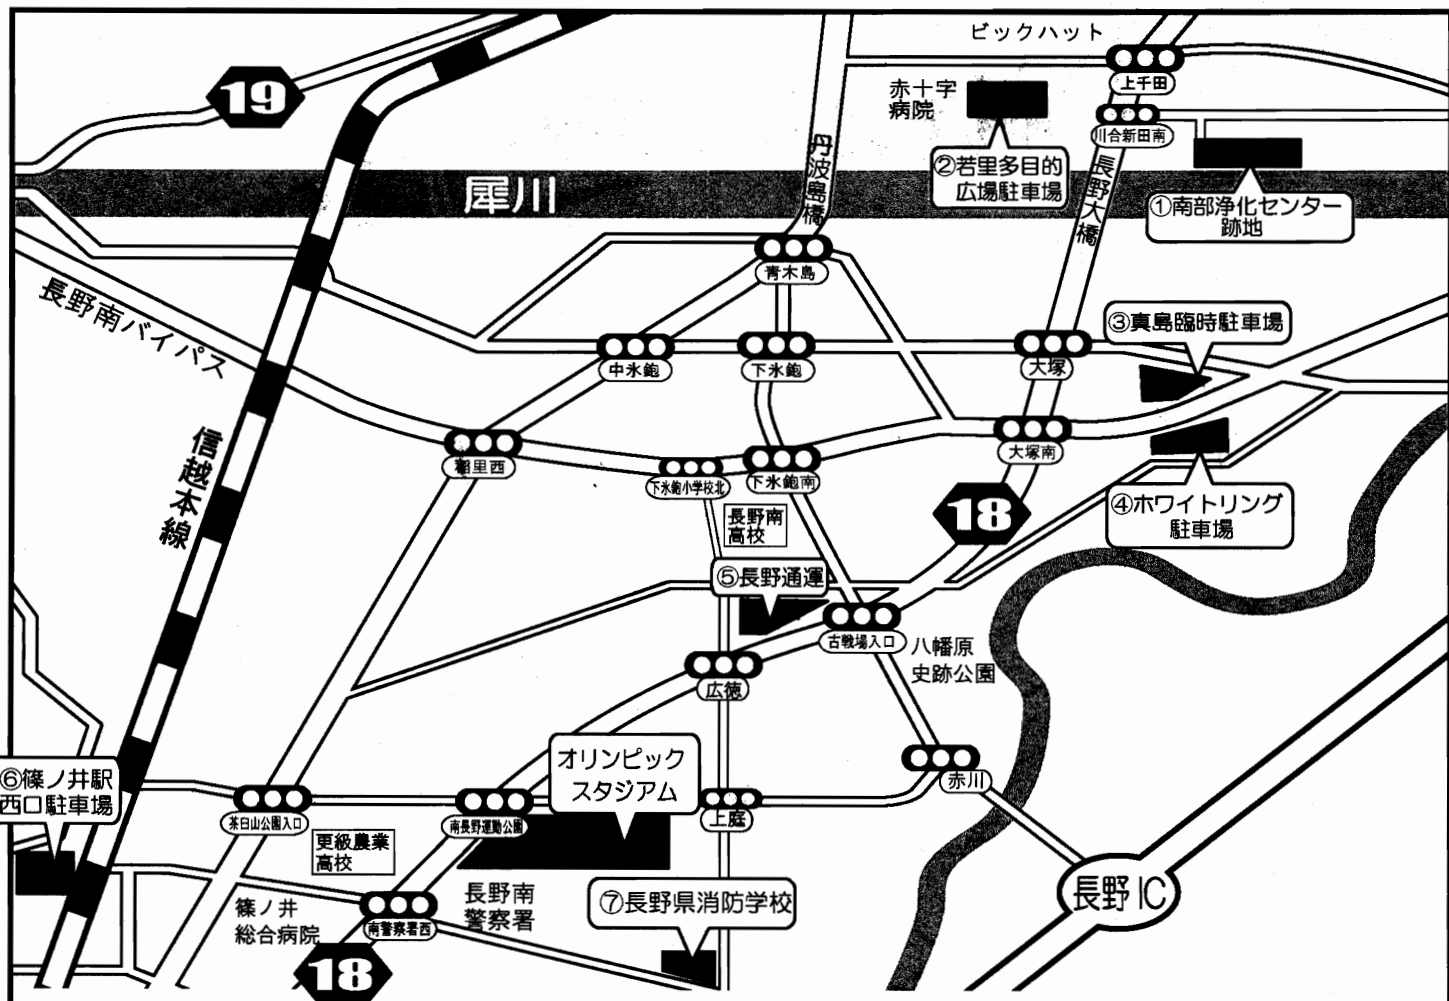 ビックハット
上千田
19
赤十字
病院
川合新田南
丹波島橋
②若里多目的
広場駐車場
長野大橋
犀川
①南部浄化センター
跡地
青木島
長野南バイパス
③真島臨時駐車場
中氷鉋
下氷鉋
大塚
信越本線
稲里西
下氷鉋小学校北
下氷鉋南
大塚南
18
④ホワイトリング
駐車場
長野南
高校
⑤長野通運
古戦場入口
八幡原
史跡公園
広徳
オリンピック
スタジアム
⑥篠ノ井駅
西口駐車場
赤川
茶臼山公園入口
南長野運動公園
上庭
更級農業
高校
長野IC
長野南
警察署
⑦長野県消防学校
篠ノ井
総合病院
南警察署西
18